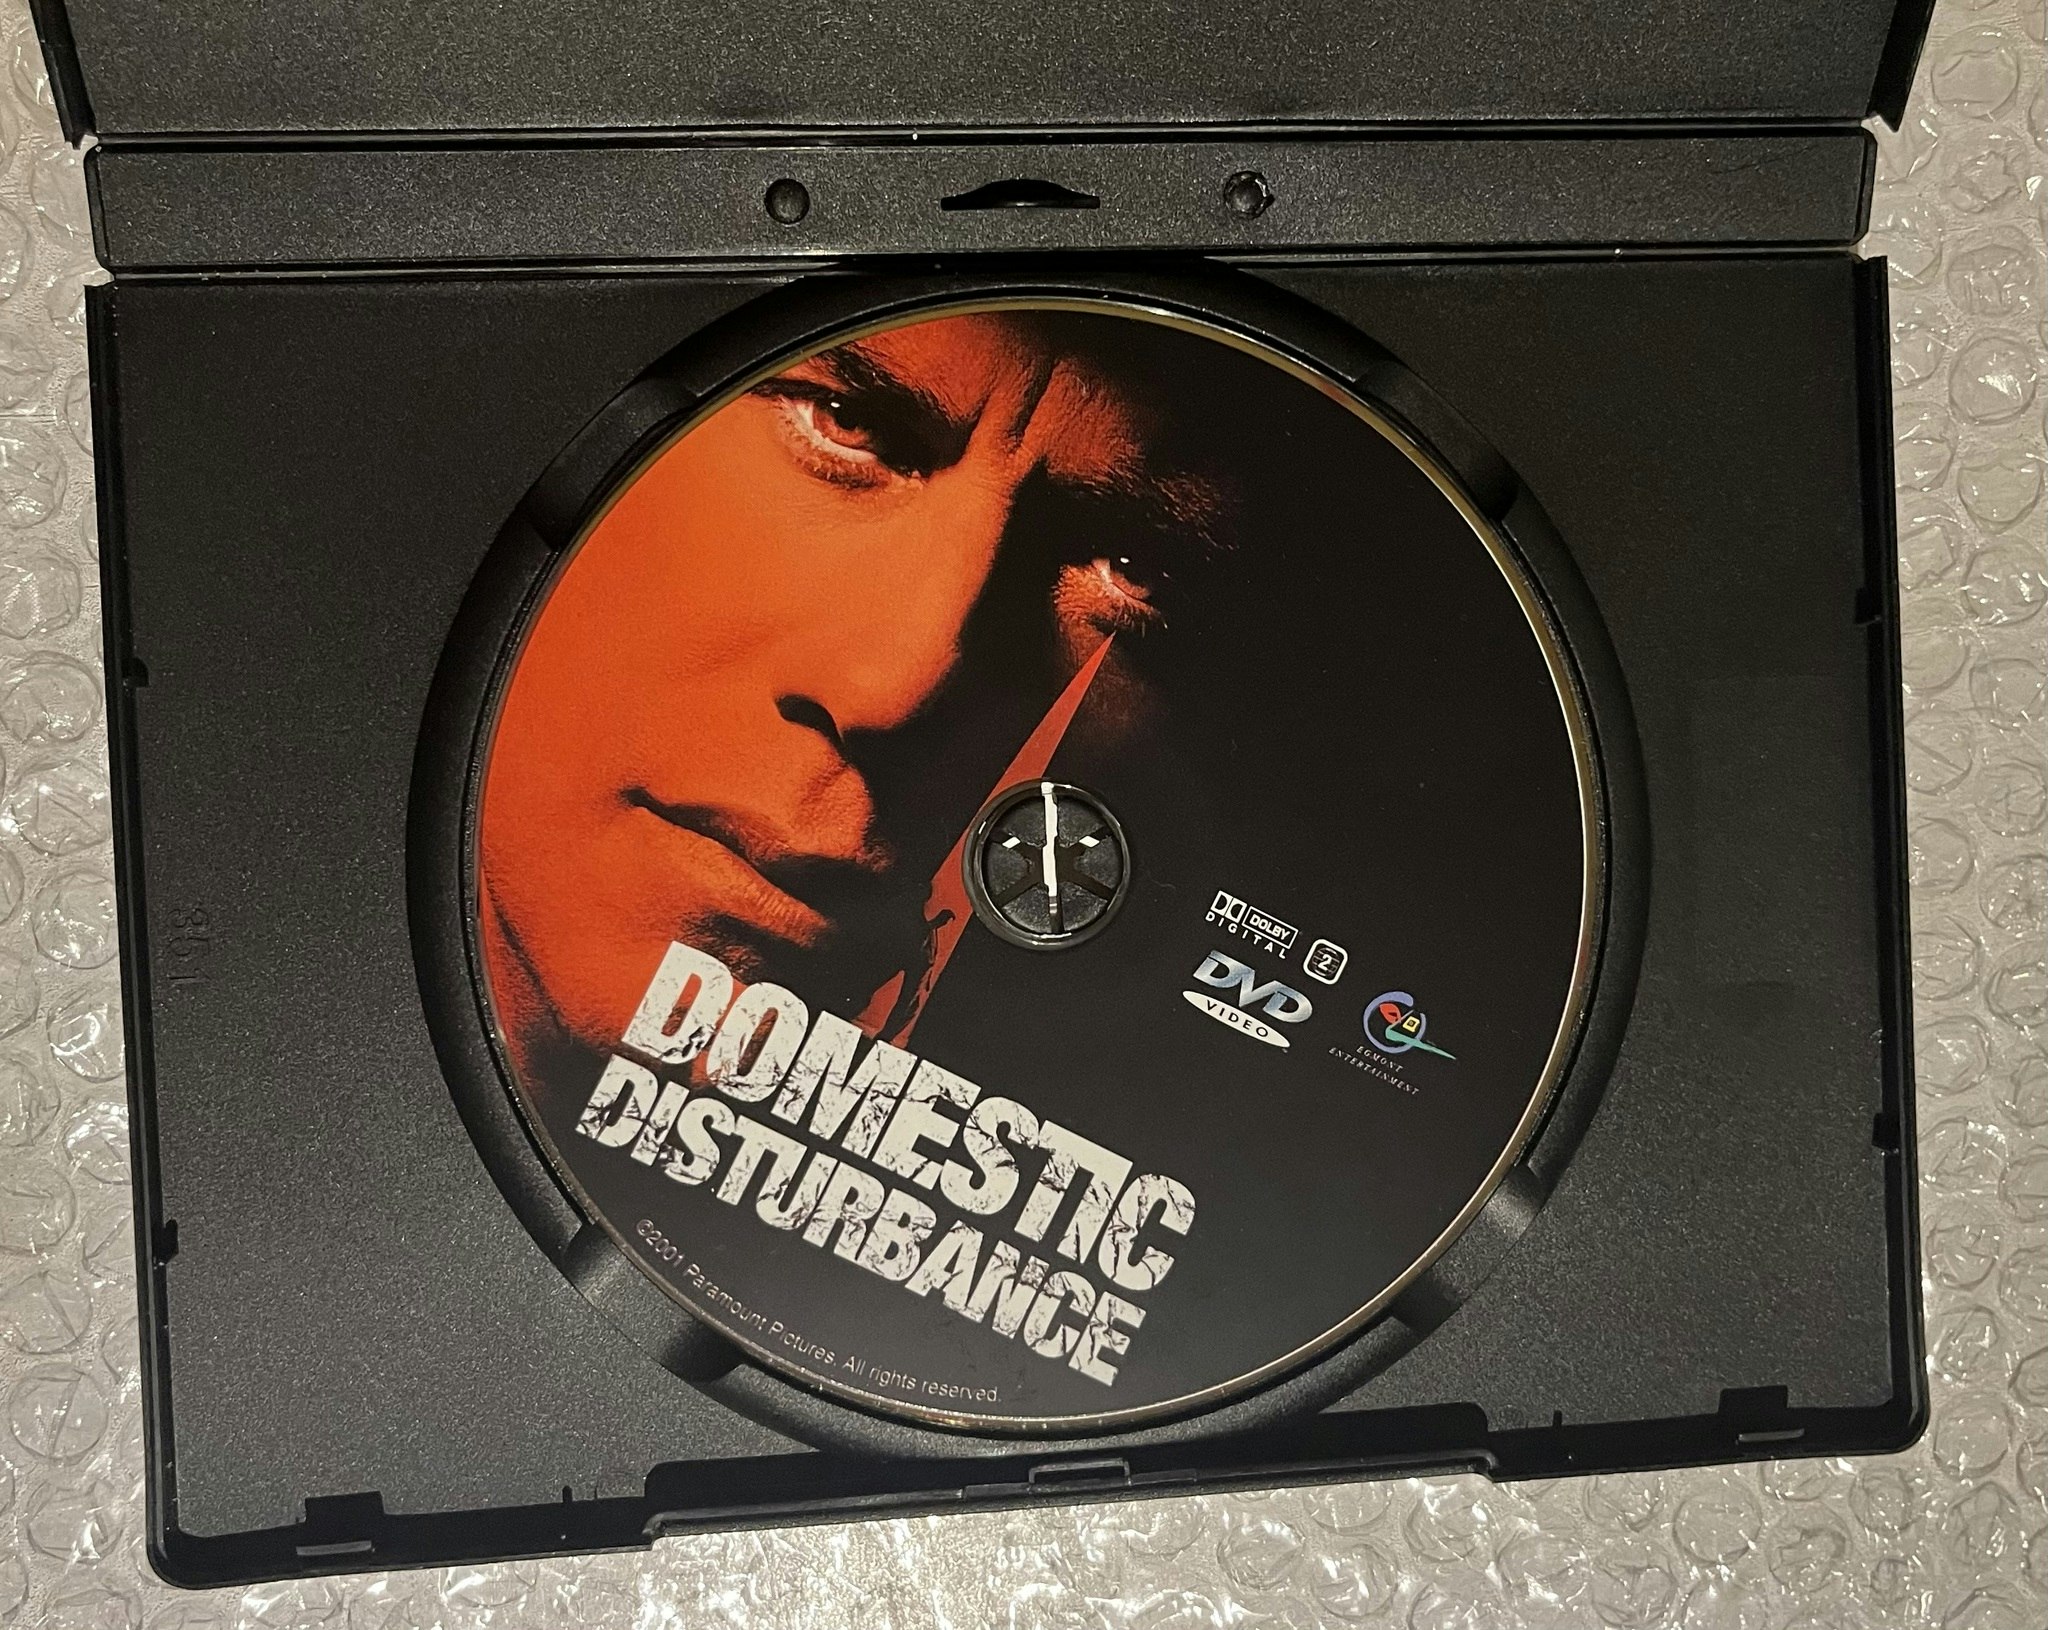 DOLBY
DIGITAL
2
DVD
VIDEO
EGMONT
ENTERTAINMENT
DOMESTIC
DISTURBANCE
©2001 Paramount Pictures. All rights reserved.